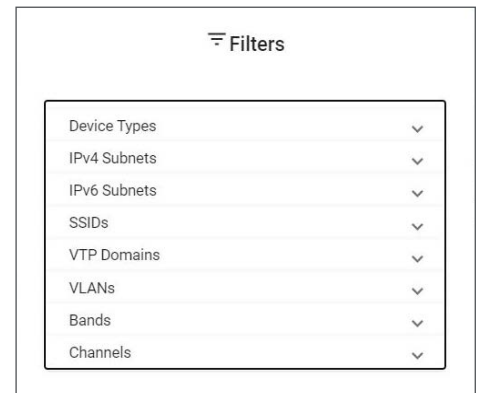 Filters
Device Types
IPv4 Subnets
IPv6 Subnets
SSIDs
VTP Domains
VLANs
Bands
Channels